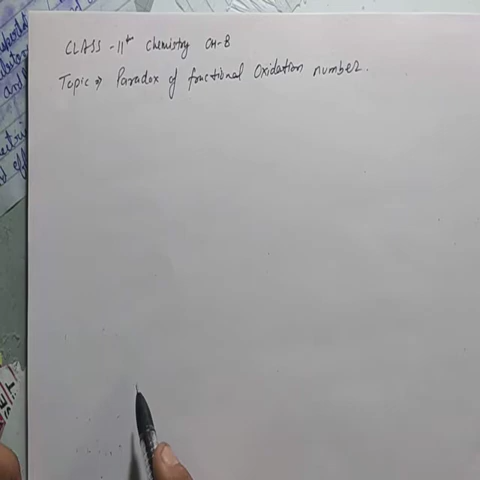 CLASS - 11th Chemistry CH-8
Topic ⇒ Paradox of fractional Oxidation number.